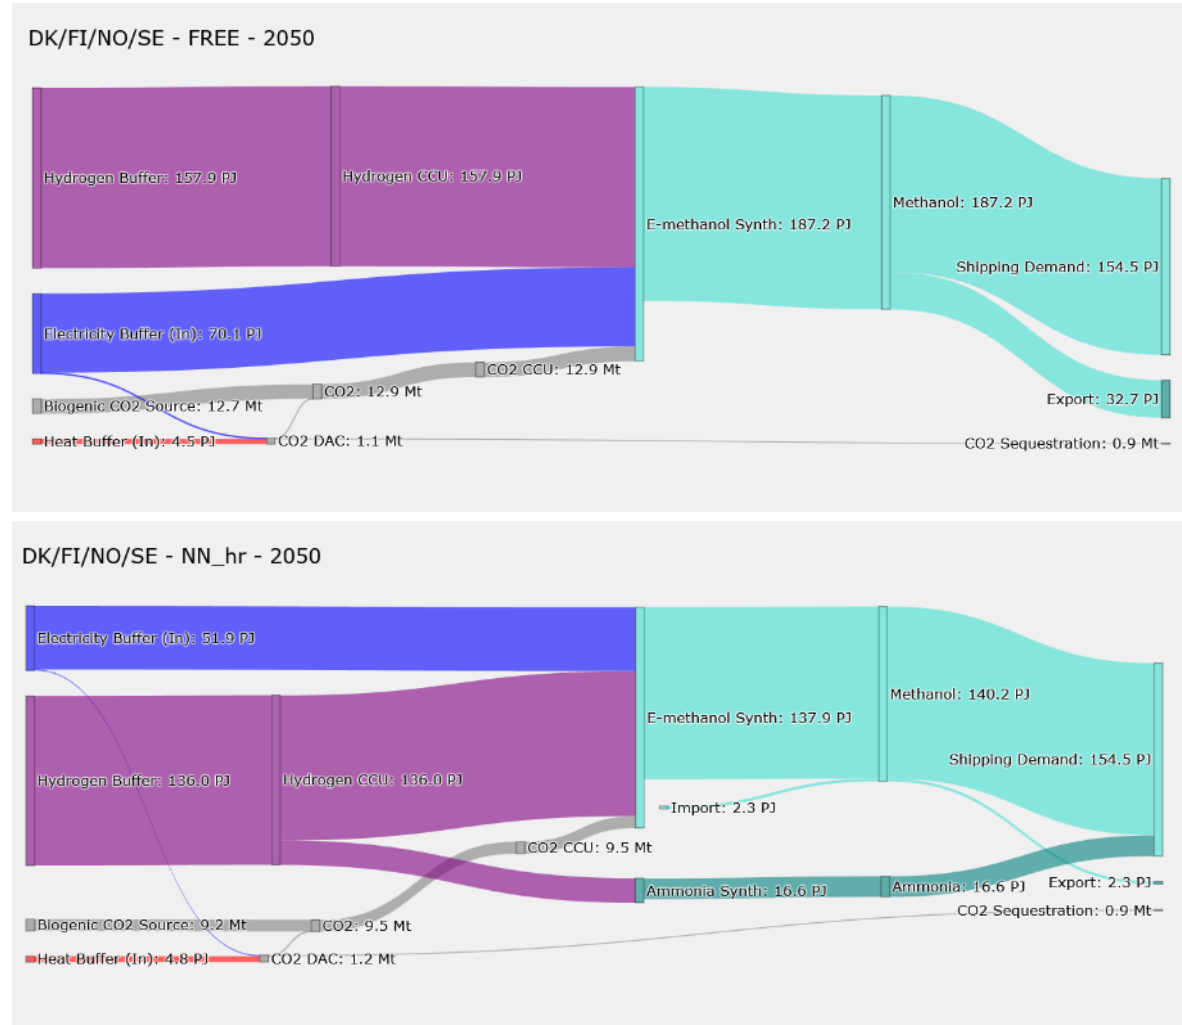 DK/FI/NO/SE - FREE - 2050
Hydrogen Buffer: 157.9 PJ
Hydrogen CCU: 157.9 PJ
Methanol: 187.2 PJ
E-methanol Synth: 187.2 PJ
Shipping Demand: 154.5 PJ
Electricity Buffer (In): 70.1 PJ
CO2 CCU: 12.9 Mt
CO2: 12.9 Mt
Export: 32.7 PJ
Biogenic CO2 Source: 12.7 Mt
Heat Buffer (In): 4.5 PJ
CO2 DAC: 1.1 Mt
CO2 Sequestration: 0.9 Mt
DK/FI/NO/SE - NN_hr - 2050
Electricity Buffer (In): 51.9 PJ
Methanol: 140.2 PJ
E-methanol Synth: 137.9 PJ
Shipping Demand: 154.5 PJ
Hydrogen Buffer: 136.0 PJ
Hydrogen CCU: 136.0 PJ
Import: 2.3 PJ
CO2 CCU: 9.5 Mt
Ammonia Synth: 16.6 PJ
Ammonia: 16.6 PJ
Export: 2.3 PJ
CO2 Sequestration: 0.9 Mt
Biogenic CO2 Source: 9.2 Mt
CO2: 9.5 Mt
Heat Buffer (In): 4.8 PJ
CO2 DAC: 1.2 Mt